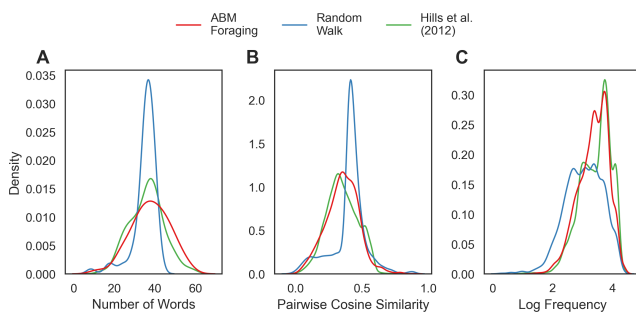 ABM Foraging
Random Walk
Hills et al. (2012)
A
B
C
Density
0.035
0.030
0.025
0.020
0.015
0.010
0.005
0.000
0 20 40 60
Number of Words
2.0
1.5
1.0
0.5
0.0
0.0 0.5 1.0
Pairwise Cosine Similarity
0.30
0.25
0.20
0.15
0.10
0.05
0.00
0 2 4
Log Frequency